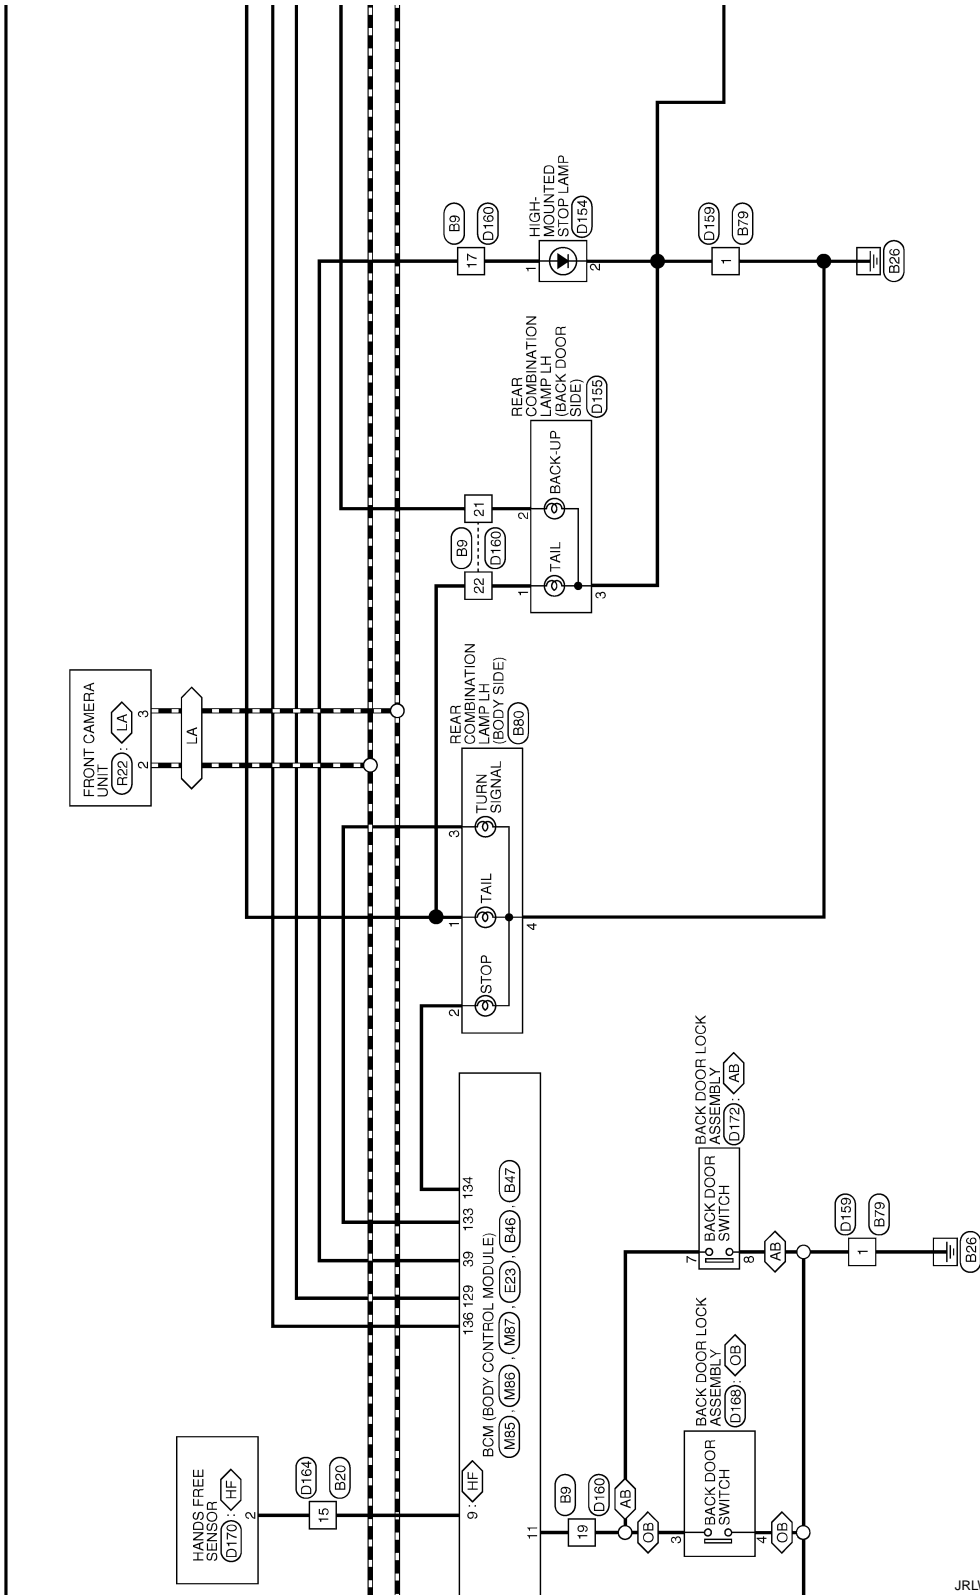 FRONT CAMERA
UNIT
R22 : LA
2
3
LA
B9
D160
17
HIGH-
MOUNTED
STOP LAMP
D154
1
2
D159
B79
1
B26
REAR
COMBINATION
LAMP LH
(BACK DOOR
SIDE)
D155
BACK-UP
TAIL
21
B9
D160
22
2
1
3
REAR
COMBINATION
LAMP LH
(BODY SIDE)
B80
TURN
SIGNAL
TAIL
STOP
3
1
2
4
136 129 39 133 134
BCM (BODY CONTROL MODULE)
M85 , M86 , M87 , E23 , B46 , B47
9 : HF
11
HANDS FREE
SENSOR
D170 : HF
2
D164
B20
15
B9
D160
19
AB
OB
BACK DOOR LOCK
ASSEMBLY
D172 : AB
BACK DOOR
SWITCH
7
8
AB
D159
B79
1
B26
BACK DOOR LOCK
ASSEMBLY
D168 : OB
BACK DOOR
SWITCH
3
4
OB